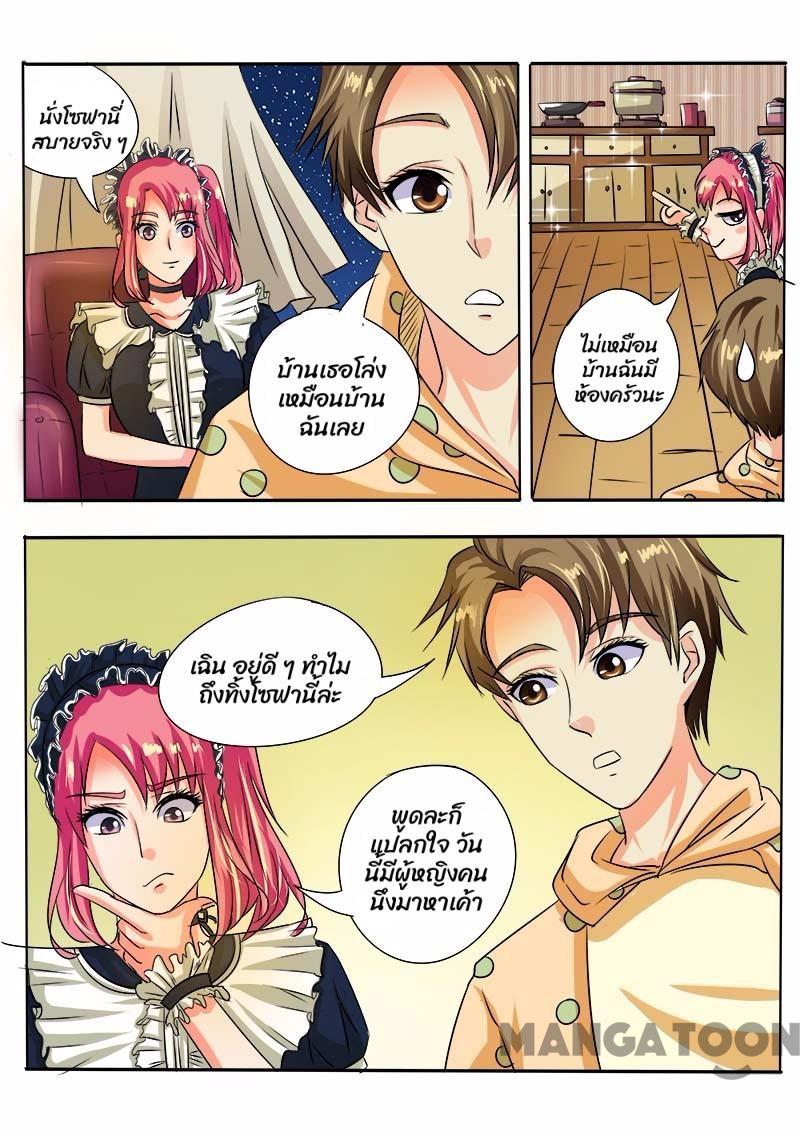 นั่งโซฟานี่
สบายจริง ๆ
บ้านเธอโล่ง
เหมือนบ้าน
ฉันเลย
ไม่เหมือน
บ้านฉันมี
ห้องครัวนะ
เฉิน อยู่ดี ๆ ทำไม
ถึงทิ้งโซฟานี้ล่ะ
พูดละก็
แปลกใจ วัน
นี้มีผู้หญิงคน
นึงมาหาเค้า
MANGATOON